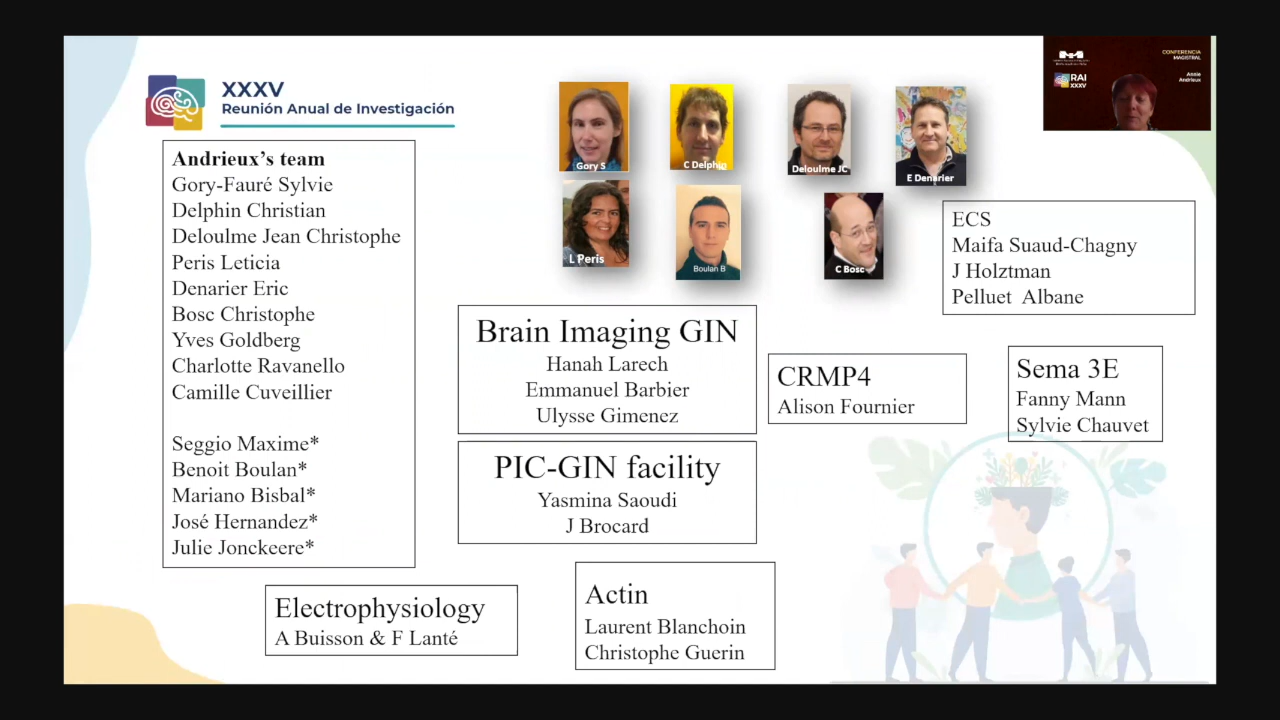 XXXV
Reunión Anual de Investigación
Andrieux's team
Gory-Fauré Sylvie
Delphin Christian
Deloulme Jean Christophe
Peris Leticia
Denarier Eric
Bosc Christophe
Yves Goldberg
Charlotte Ravanello
Camille Cuveillier
Seggio Maxime*
Benoit Boulan*
Mariano Bisbal*
José Hernandez*
Julie Jonckeere*
Gory S
C Delphin
Deloulme JC
E Denarier
L Peris
Boulan B
C Bosc
CONFERENCIA
MAGISTRAL
RAI
XXXV
Annie
Andrieux
ECS
Maifa Suaud-Chagny
J Holztman
Pelluet Albane
Brain Imaging GIN
Hanah Larech
Emmanuel Barbier
Ulysse Gimenez
CRMP4
Alison Fournier
Sema 3E
Fanny Mann
Sylvie Chauvet
PIC-GIN facility
Yasmina Saoudi
J Brocard
Electrophysiology
A Buisson & F Lanté
Actin
Laurent Blanchoin
Christophe Guerin